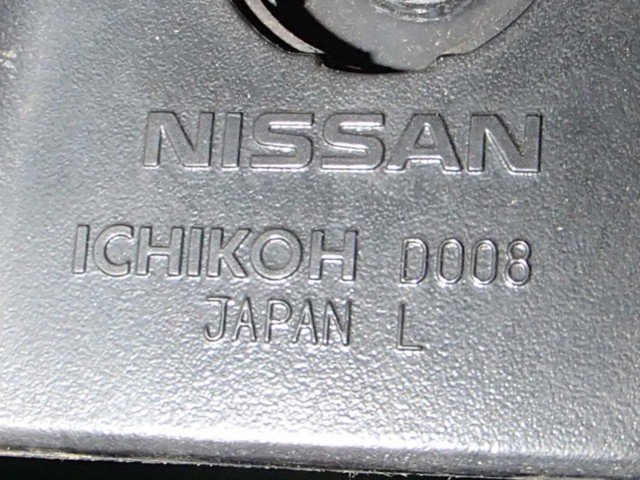 NISSAN
ICHIKOH D008
JAPAN L